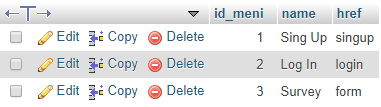 id_meni name href
Edit Copy Delete 1 Sing Up singup
Edit Copy Delete 2 Log In login
Edit Copy Delete 3 Survey form